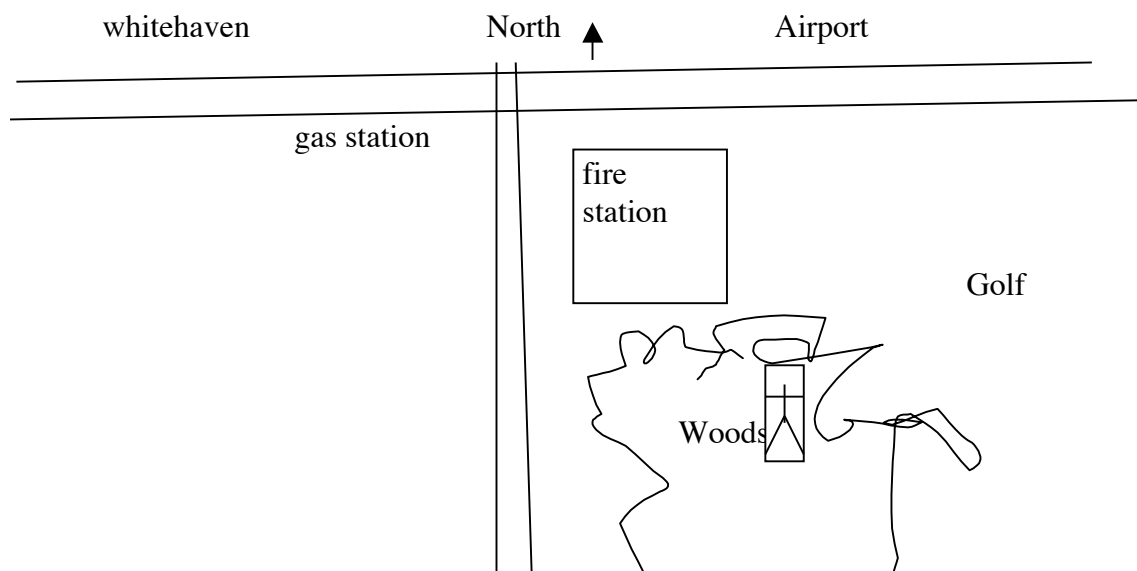 whitehaven
North
Airport
gas station
fire
station
Golf
Woods